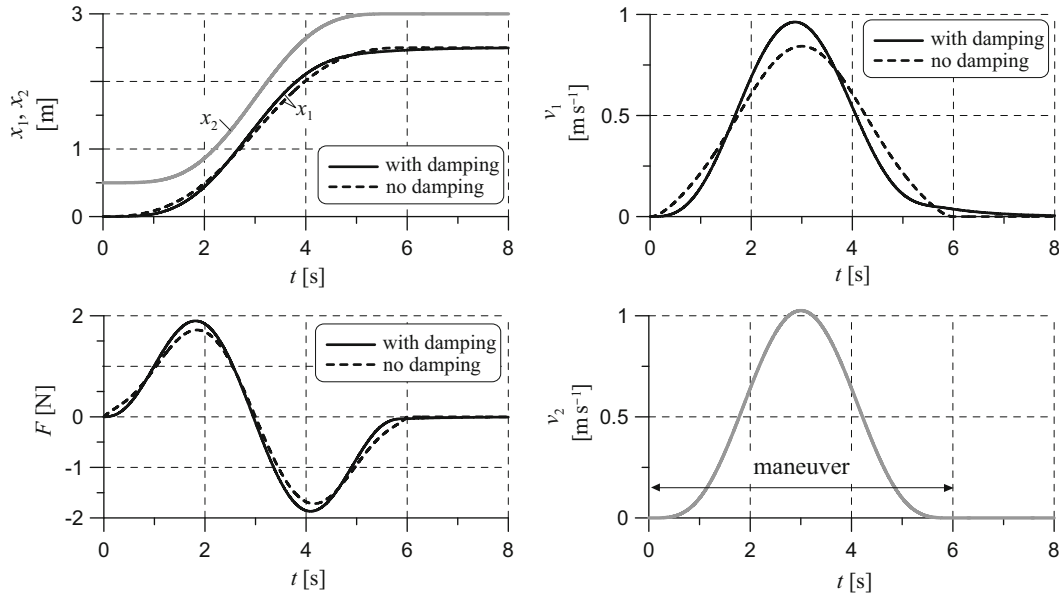 3
2
1
0
x₁, x₂
[m]
x₂
x₁
with damping
no damping
0 2 4 6 8
t [s]
1
0.5
0
v₁
[m s⁻¹]
with damping
no damping
0 2 4 6 8
t [s]
2
1
0
-1
-2
F [N]
with damping
no damping
0 2 4 6 8
t [s]
1
0.5
0
v₂
[m s⁻¹]
maneuver
0 2 4 6 8
t [s]